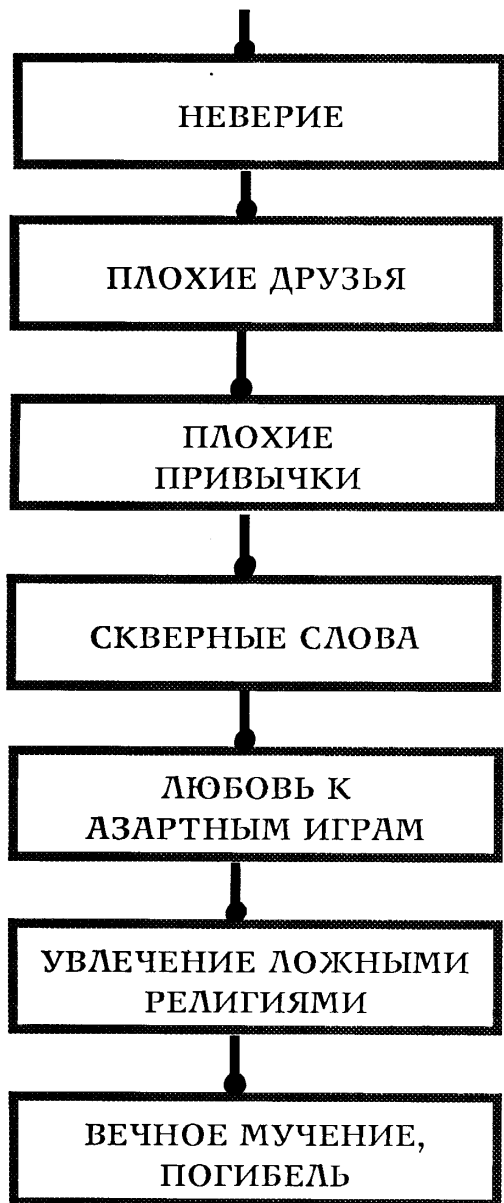 НЕВЕРИЕ
ПЛОХИЕ ДРУЗЬЯ
ПЛОХИЕ
ПРИВЫЧКИ
СКВЕРНЫЕ СЛОВА
ЛЮБОВЬ К
АЗАРТНЫМ ИГРАМ
УВЛЕЧЕНИЕ ЛОЖНЫМИ
РЕЛИГИЯМИ
ВЕЧНОЕ МУЧЕНИЕ,
ПОГИБЕЛЬ